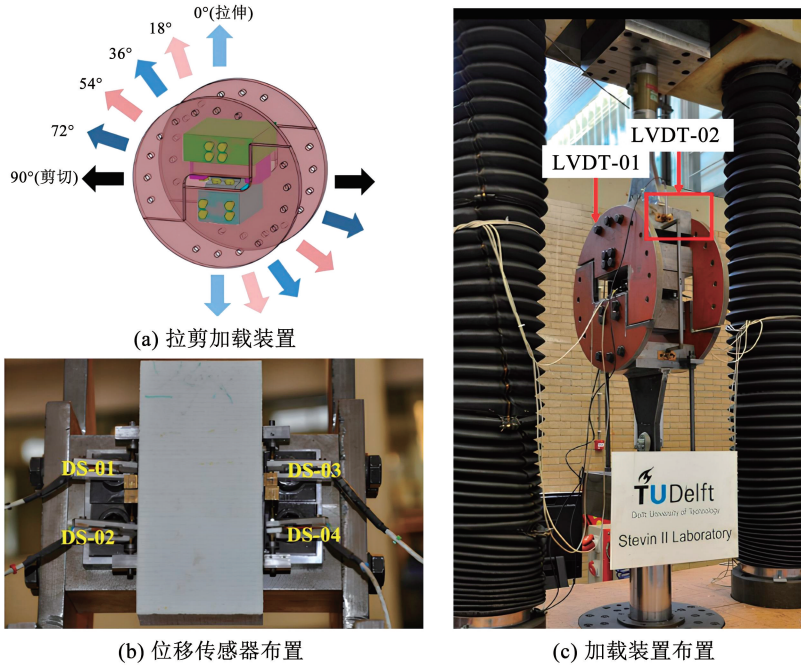 0°(拉伸)
18°
36°
54°
72°
90°(剪切)
(a) 拉剪加载装置
DS-01
DS-03
DS-02
DS-04
(b) 位移传感器布置
LVDT-02
LVDT-01
TUDelft
Delft University of Technology
Stevin II Laboratory
(c) 加载装置布置